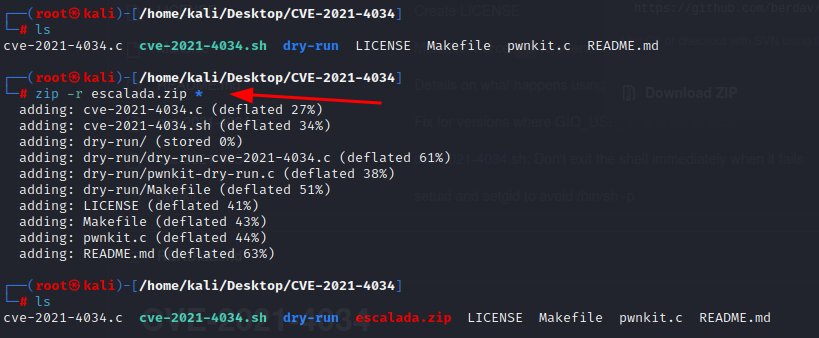 ┌──(root㉿kali)-[/home/kali/Desktop/CVE-2021-4034]
└─# ls
cve-2021-4034.c cve-2021-4034.sh dry-run LICENSE Makefile pwnkit.c README.md
┌──(root㉿kali)-[/home/kali/Desktop/CVE-2021-4034]
└─# zip -r escalada.zip *
adding: cve-2021-4034.c (deflated 27%)
adding: cve-2021-4034.sh (deflated 34%)
adding: dry-run/ (stored 0%)
adding: dry-run/dry-run-cve-2021-4034.c (deflated 61%)
adding: dry-run/pwnkit-dry-run.c (deflated 38%)
adding: dry-run/Makefile (deflated 51%)
adding: LICENSE (deflated 41%)
adding: Makefile (deflated 43%)
adding: pwnkit.c (deflated 44%)
adding: README.md (deflated 63%)
Download ZIP
┌──(root㉿kali)-[/home/kali/Desktop/CVE-2021-4034]
└─# ls
cve-2021-4034.c cve-2021-4034.sh dry-run escalada.zip LICENSE Makefile pwnkit.c README.md
CVE-2021-4034